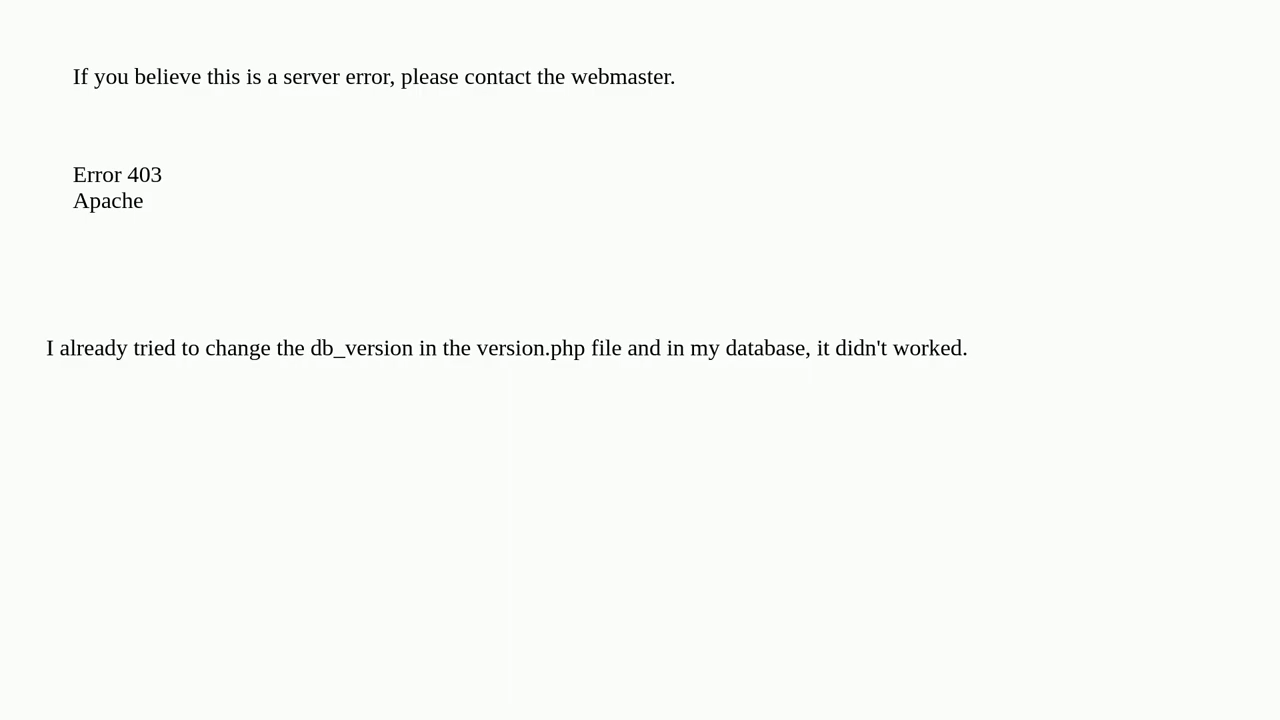 If you believe this is a server error, please contact the webmaster.
Error 403
Apache
I already tried to change the db_version in the version.php file and in my database, it didn't worked.